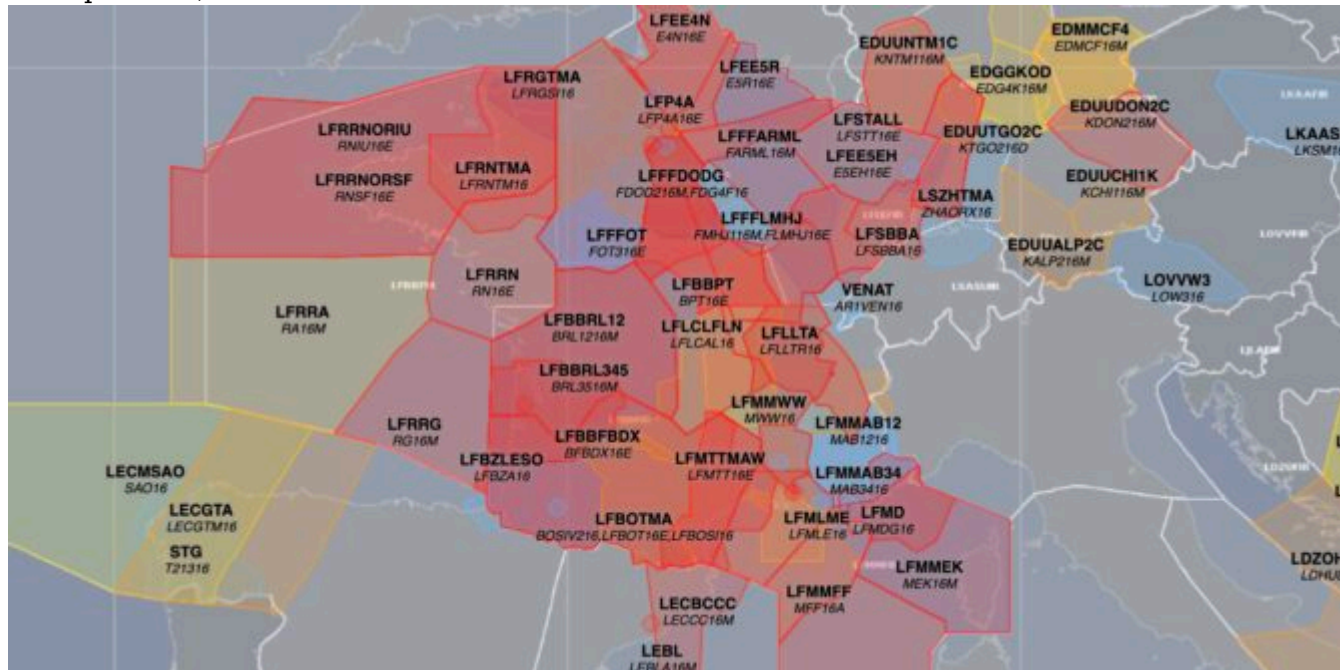 LFEE4N
E4N16E
EDMMCF4
EDMCF16M
EDUUNTM1C
KNTM116M
LFEE5R
E5R16E
EDGGKOD
EDG4K16M
LFRGTMA
LFRGSI16
LFP4A
LFP4A16E
EDUUDON2C
KDON216M
LFRRNORIU
RNIU16E
LFSTALL
LFSTT16E
LFFFARML
FARML16M
EDUUTGO2C
KTGO216D
LKAAS
LFRNTMA
LFRNTM16
LFEE5EH
E5EH16E
LFRRNORSF
RNSF16E
LFFFDODG
FDOD216M,FDG4F16
EDUUCHI1K
KCHI116M
LSZHTMA
ZHAORX16
LFFFLMHJ
FMHJ116M,FLMHJ16E
LFFFOT
FOT316E
LFSBBA
LFSBBA16
EDUUALP2C
KALP216M
LFRRN
RN16E
LFBBPT
BPT16E
VENAT
AR1VEN16
LOVVW3
LOW316
LFRRA
RA16M
LFBBRL12
BRL1216M
LFLCLFLN
LFLCAL16
LFLLTA
LFLLTR16
LFBBRL345
BRL3516M
LFMMWW
MWW16
LFRRG
RG16M
LFMMAB12
MAB1216
LFBBFBDX
BFBDX16E
LFBZLESO
LFBZA16
LFMTTMAW
LFMTT16E
LECMSAO
SAO16
LFMMAB34
MAB3416
LECGTA
LECGTM16
LFBOTMA
BOSIV216,LFBOT16E,LFBOSI16
LFMLME
LFMLE16
LFMD
LFMDG16
STG
T21316
LFMMEK
MEK16M
LFMMFF
MFF16A
LDZOH
LECBCCC
LECCC16M
LEBL
LEBLA16M